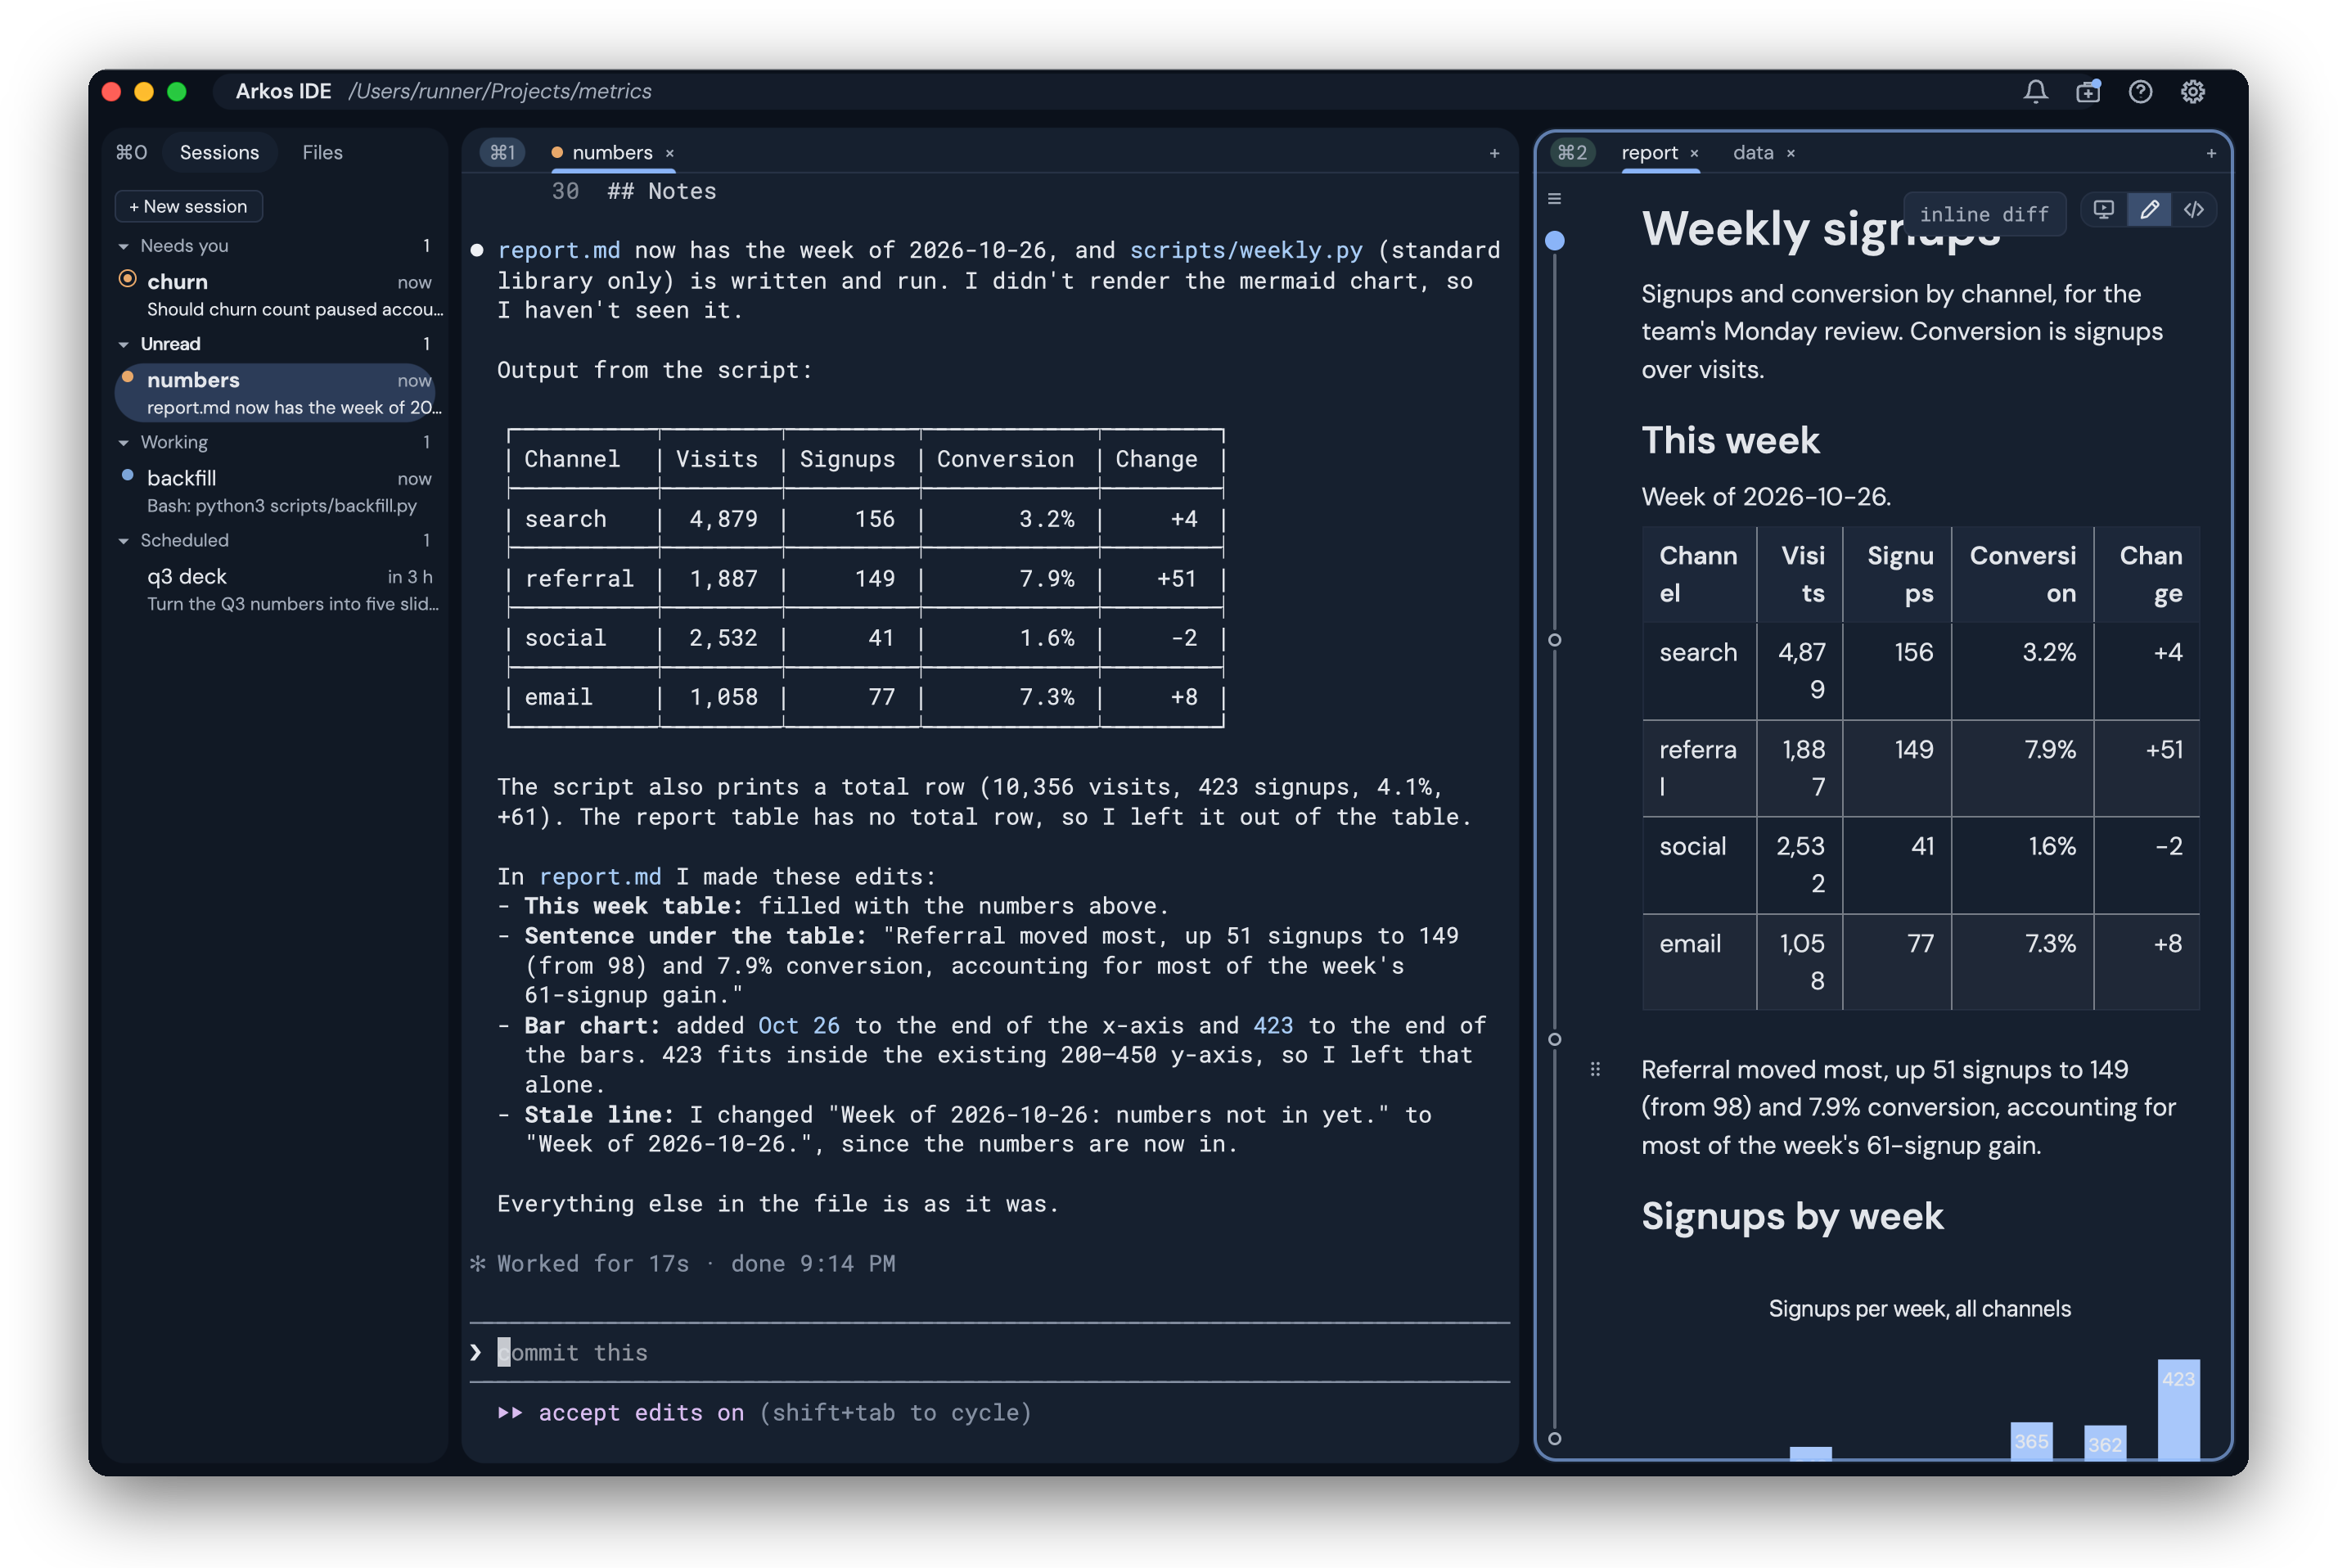 Arkos IDE /Users/runner/Projects/metrics
⌘0 Sessions Files
+ New session
Needs you 1
churn now
Should churn count paused accou…
Unread 1
numbers now
report.md now has the week of 20…
Working 1
backfill now
Bash: python3 scripts/backfill.py
Scheduled 1
q3 deck in 3 h
Turn the Q3 numbers into five slid…
⌘1 numbers × +
30 ## Notes
report.md now has the week of 2026-10-26, and scripts/weekly.py (standard
library only) is written and run. I didn't render the mermaid chart, so
I haven't seen it.
Output from the script:
Channel Visits Signups Conversion Change
search 4,879 156 3.2% +4
referral 1,887 149 7.9% +51
social 2,532 41 1.6% -2
email 1,058 77 7.3% +8
The script also prints a total row (10,356 visits, 423 signups, 4.1%,
+61). The report table has no total row, so I left it out of the table.
In report.md I made these edits:
- This week table: filled with the numbers above.
- Sentence under the table: "Referral moved most, up 51 signups to 149
(from 98) and 7.9% conversion, accounting for most of the week's
61-signup gain."
- Bar chart: added Oct 26 to the end of the x-axis and 423 to the end of
the bars. 423 fits inside the existing 200–450 y-axis, so I left that
alone.
- Stale line: I changed "Week of 2026-10-26: numbers not in yet." to
"Week of 2026-10-26.", since the numbers are now in.
Everything else in the file is as it was.
✻ Worked for 17s · done 9:14 PM
❯ commit this
⏵⏵ accept edits on (shift+tab to cycle)
⌘2 report × data × +
inline diff
Weekly signups
Signups and conversion by channel, for the
team's Monday review. Conversion is signups
over visits.
This week
Week of 2026-10-26.
Chann Visi Signu Conversi Chan
el ts ps on ge
search 4,87 156 3.2% +4
9
referra 1,88 149 7.9% +51
l 7
social 2,53 41 1.6% -2
2
email 1,05 77 7.3% +8
8
Referral moved most, up 51 signups to 149
(from 98) and 7.9% conversion, accounting for
most of the week's 61-signup gain.
Signups by week
Signups per week, all channels
423
365 362